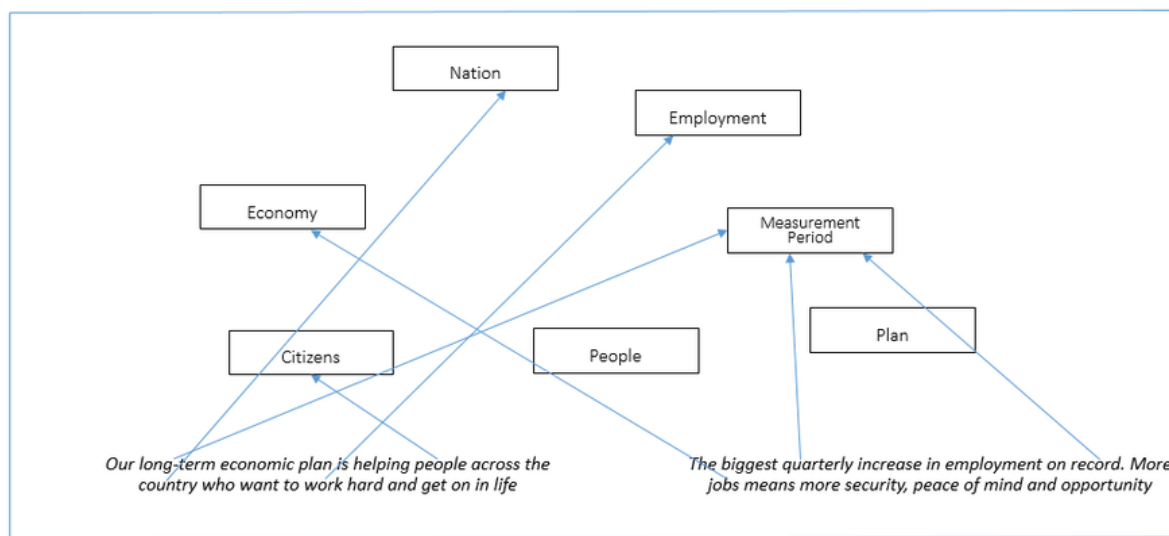 Nation
Employment
Economy
Measurement
Period
Citizens
People
Plan
Our long-term economic plan is helping people across the
country who want to work hard and get on in life
The biggest quarterly increase in employment on record. More
jobs means more security, peace of mind and opportunity